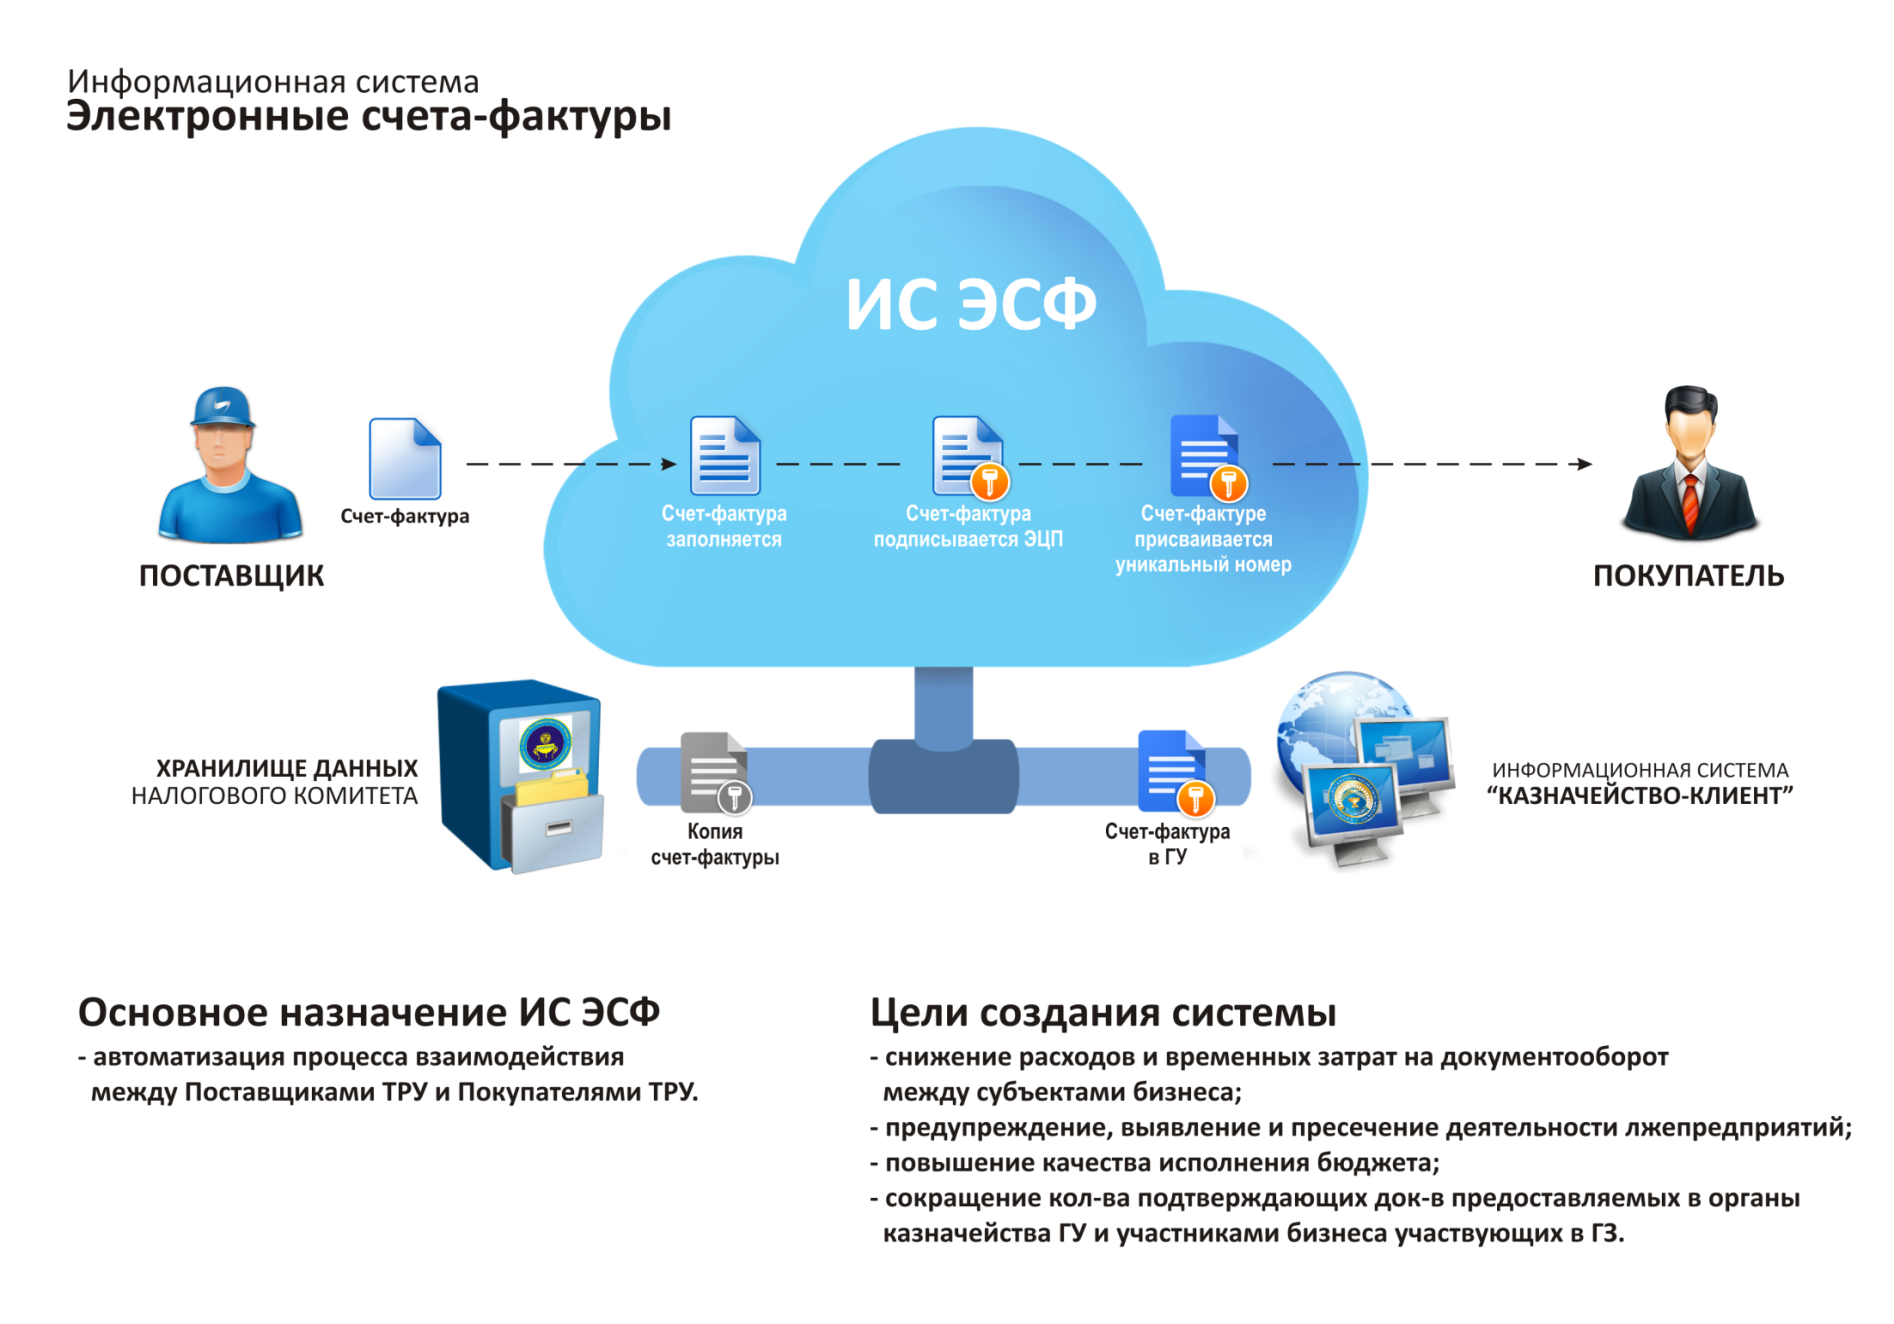 Информационная система
Электронные счета-фактуры
ИС ЭСФ
Счет-фактура
ПОСТАВЩИК
Счет-фактура
заполняется
Счет-фактура
подписывается ЭЦП
Счет-фактуре
присваивается
уникальный номер
ПОКУПАТЕЛЬ
ХРАНИЛИЩЕ ДАННЫХ
НАЛОГОВОГО КОМИТЕТА
Копия
счет-фактуры
Счет-фактура
в ГУ
ИНФОРМАЦИОННАЯ СИСТЕМА
“КАЗНАЧЕЙСТВО-КЛИЕНТ”
Основное назначение ИС ЭСФ
- автоматизация процесса взаимодействия
между Поставщиками ТРУ и Покупателями ТРУ.
Цели создания системы
- снижение расходов и временных затрат на документооборот
между субъектами бизнеса;
- предупреждение, выявление и пресечение деятельности лжепредприятий;
- повышение качества исполнения бюджета;
- сокращение кол-ва подтверждающих док-в предоставляемых в органы
казначейства ГУ и участниками бизнеса участвующих в ГЗ.